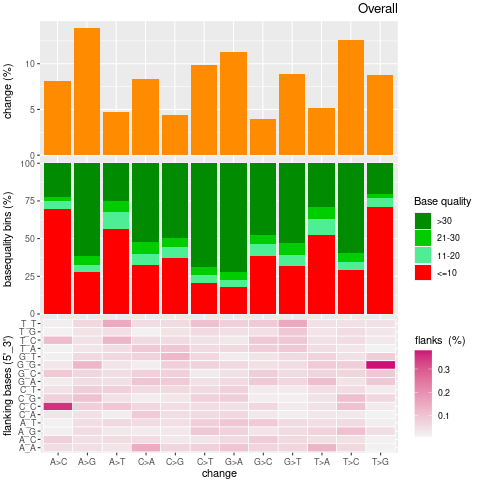 Overall
change (%)
10
5
0
basequality bins (%)
100
75
50
25
0
Base quality
>30
21-30
11-20
<=10
flanking bases (5'_3')
T_T
T_G
T_C
T_A
G_T
G_G
G_C
G_A
C_T
C_G
C_C
C_A
A_T
A_G
A_C
A_A
flanks (%)
0.3
0.2
0.1
A>C A>G A>T C>A C>G C>T G>A G>C G>T T>A T>C T>G
change